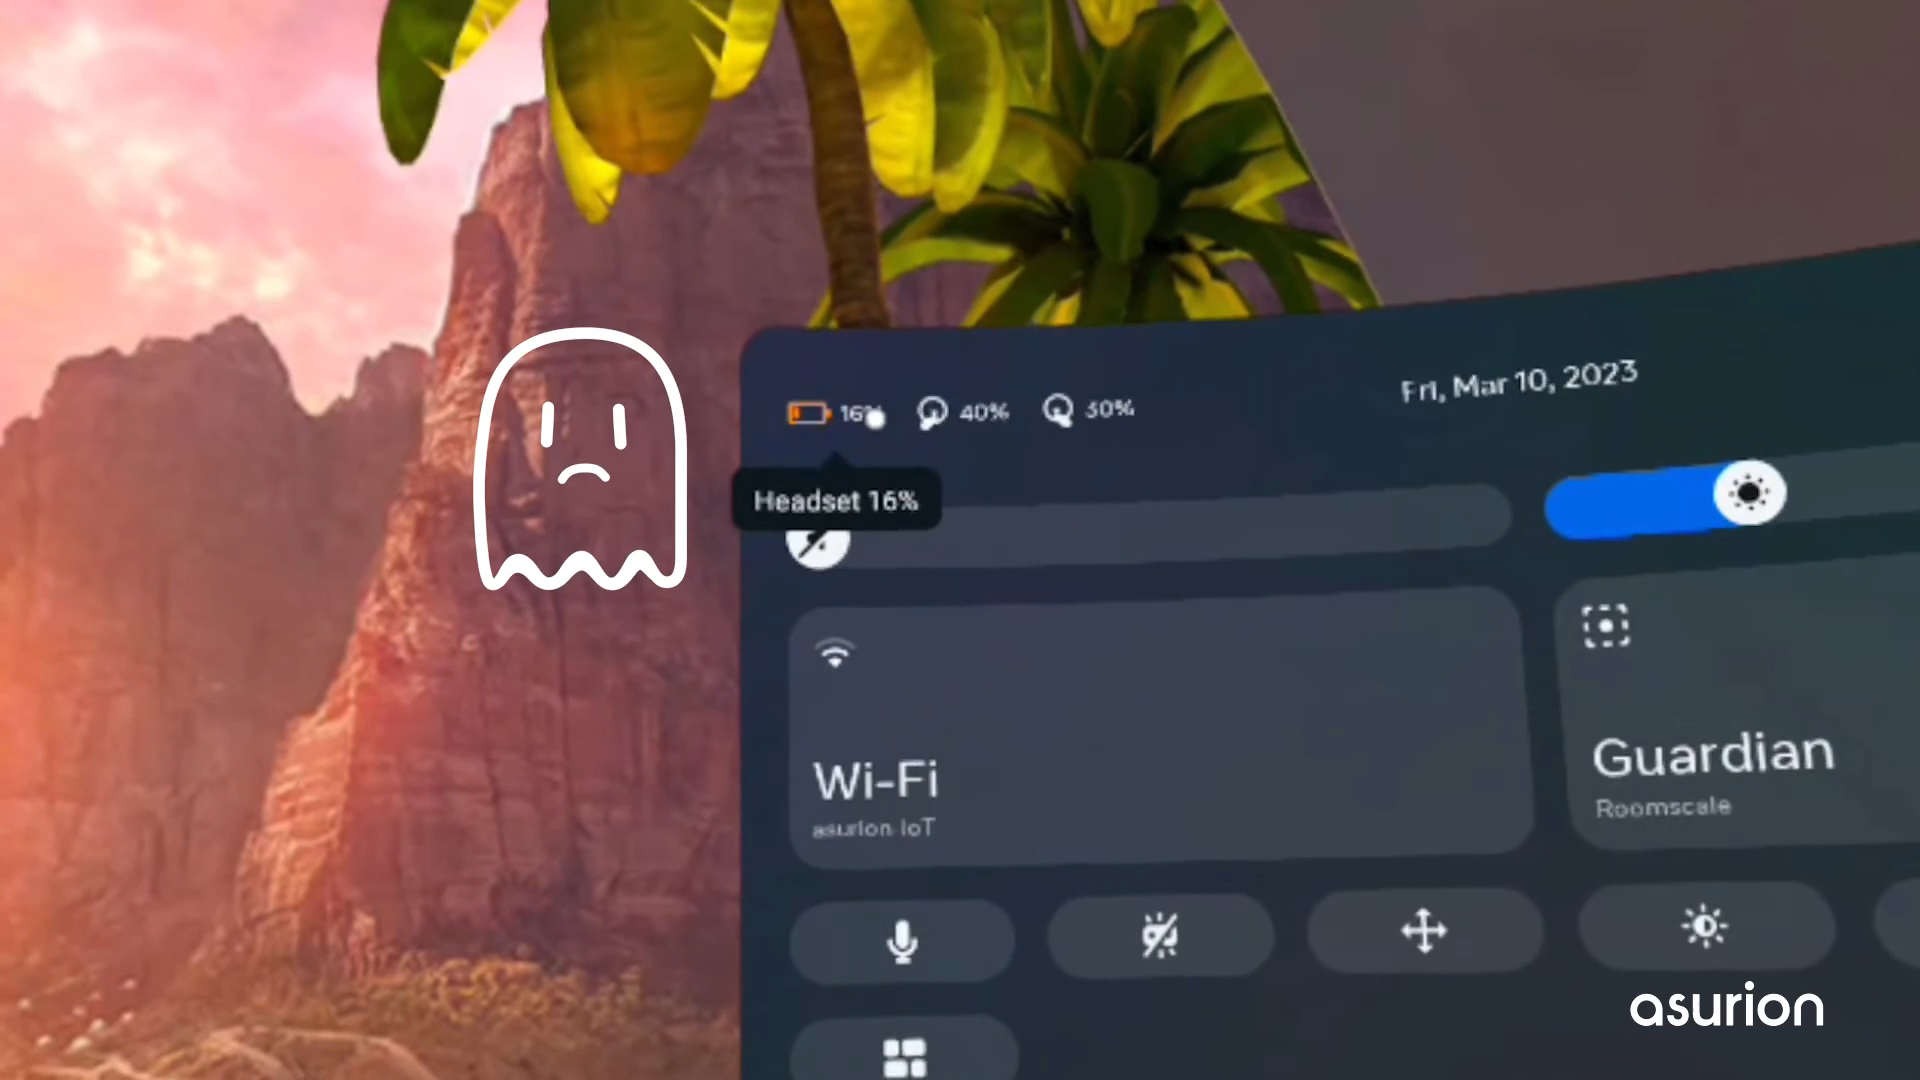 Fri, Mar 10, 2023
16%
40%
30%
Headset 16%
Wi-Fi
asurion IoT
Guardian
Roomscale
asurion